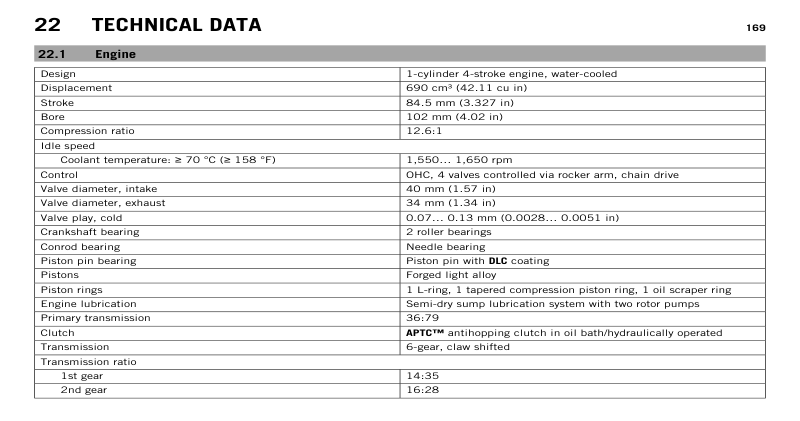 22 TECHNICAL DATA 169
22.1 Engine
Design 1-cylinder 4-stroke engine, water-cooled
Displacement 690 cm³ (42.11 cu in)
Stroke 84.5 mm (3.327 in)
Bore 102 mm (4.02 in)
Compression ratio 12.6:1
Idle speed
Coolant temperature: ≥ 70 °C (≥ 158 °F) 1,550… 1,650 rpm
Control OHC, 4 valves controlled via rocker arm, chain drive
Valve diameter, intake 40 mm (1.57 in)
Valve diameter, exhaust 34 mm (1.34 in)
Valve play, cold 0.07… 0.13 mm (0.0028… 0.0051 in)
Crankshaft bearing 2 roller bearings
Conrod bearing Needle bearing
Piston pin bearing Piston pin with DLC coating
Pistons Forged light alloy
Piston rings 1 L-ring, 1 tapered compression piston ring, 1 oil scraper ring
Engine lubrication Semi-dry sump lubrication system with two rotor pumps
Primary transmission 36:79
Clutch APTC™ antihopping clutch in oil bath/hydraulically operated
Transmission 6-gear, claw shifted
Transmission ratio
1st gear 14:35
2nd gear 16:28